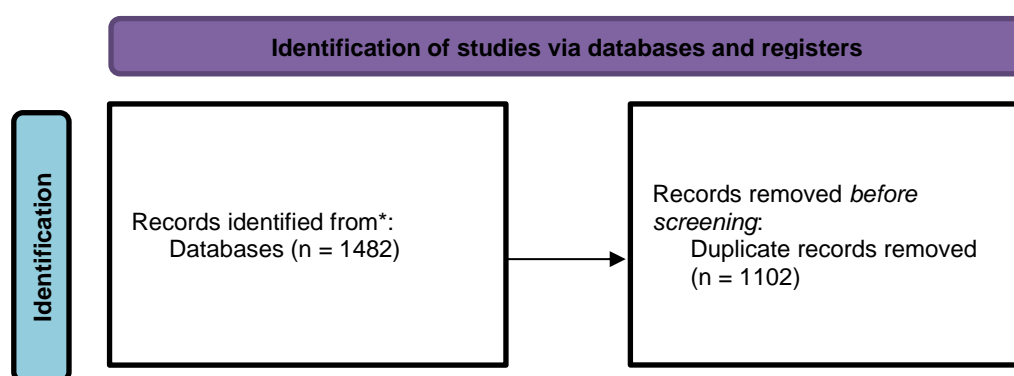 Identification of studies via databases and registers
Identification
Records identified from*:
Databases (n = 1482)
Records removed before
screening:
Duplicate records removed
(n = 1102)